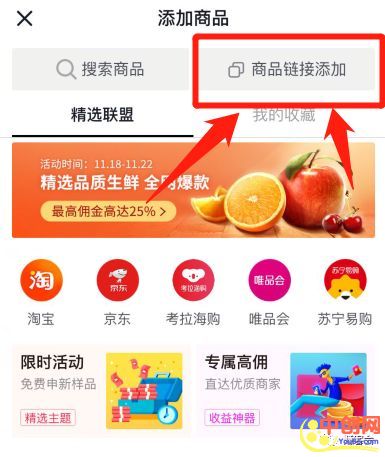 添加商品
搜索商品
商品链接添加
精选联盟
我的收藏
活动时间：11.18-11.22
精选品质生鲜 全网爆款
最高佣金高达25% >
淘
京东
考拉海购
唯品会
苏宁易购
淘宝
京东
考拉海购
唯品会
苏宁易购
限时活动
专属高佣
免费申新样品
直达优质商家
精选主题
收益神器
中创网